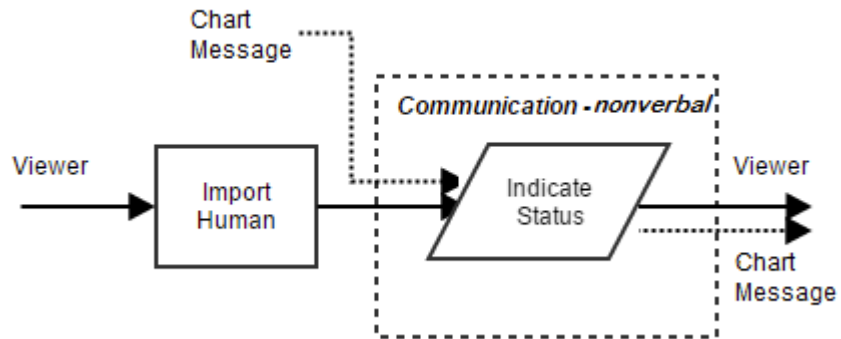 Chart
Message
Communication - nonverbal
Viewer
Import
Human
Indicate
Status
Viewer
Chart
Message